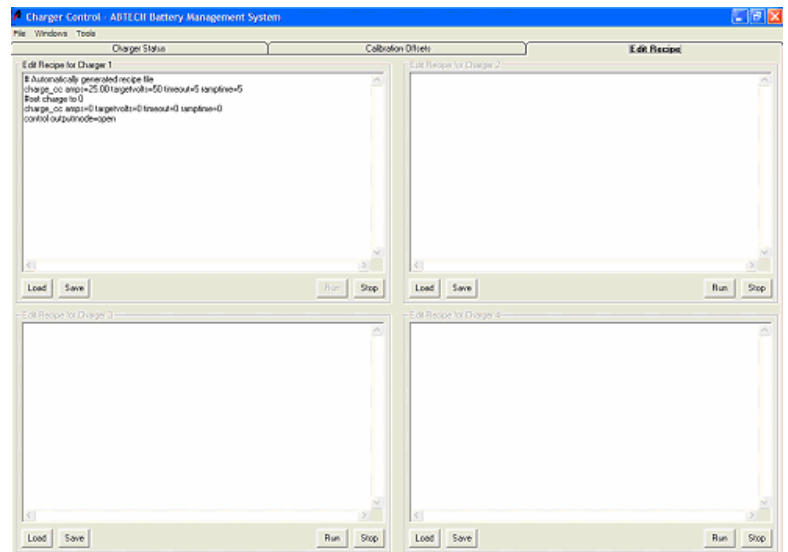 Charger Control - ABTECH Battery Management System
File Windows Tools
Charger Status Calibration Offsets Edit Recipe
Edit Recipe for Charger 1
# Automatically generated recipe file
charge_cc amps=25.00 targetvolts=50 timeout=5 ramptime=5
#set charge to 0
charge_cc amps=0 targetvolts=0 timeout=0 ramptime=0
control outputmode=open
Load Save Run Stop
Edit Recipe for Charger 2
Load Save Run Stop
Edit Recipe for Charger 3
Load Save Run Stop
Edit Recipe for Charger 4
Load Save Run Stop